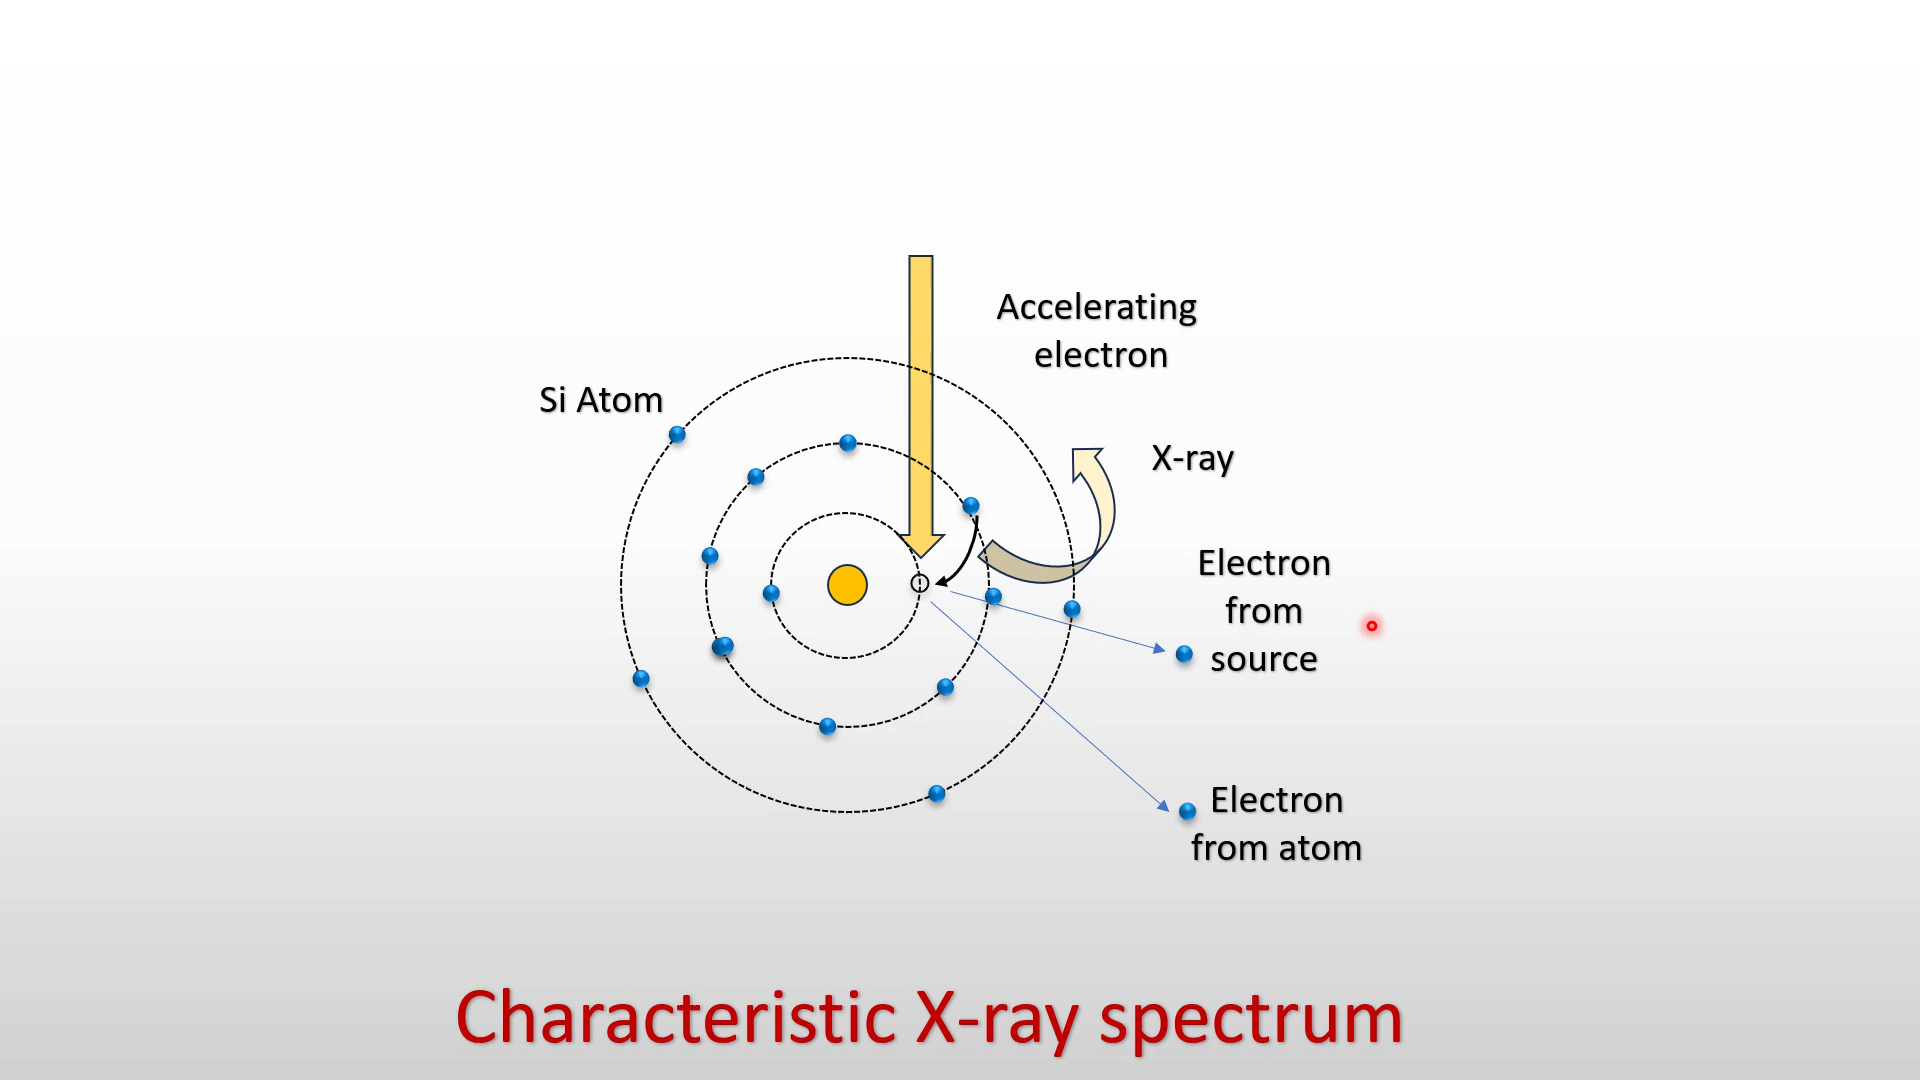 Accelerating
electron
Si Atom
X-ray
Electron
from
source
Electron
from atom
Characteristic X-ray spectrum